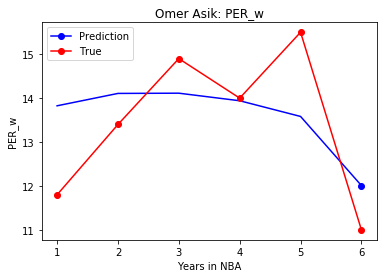 Omer Asik: PER_w
Prediction
True
PER_w
15
14
13
12
11
1 2 3 4 5 6
Years in NBA